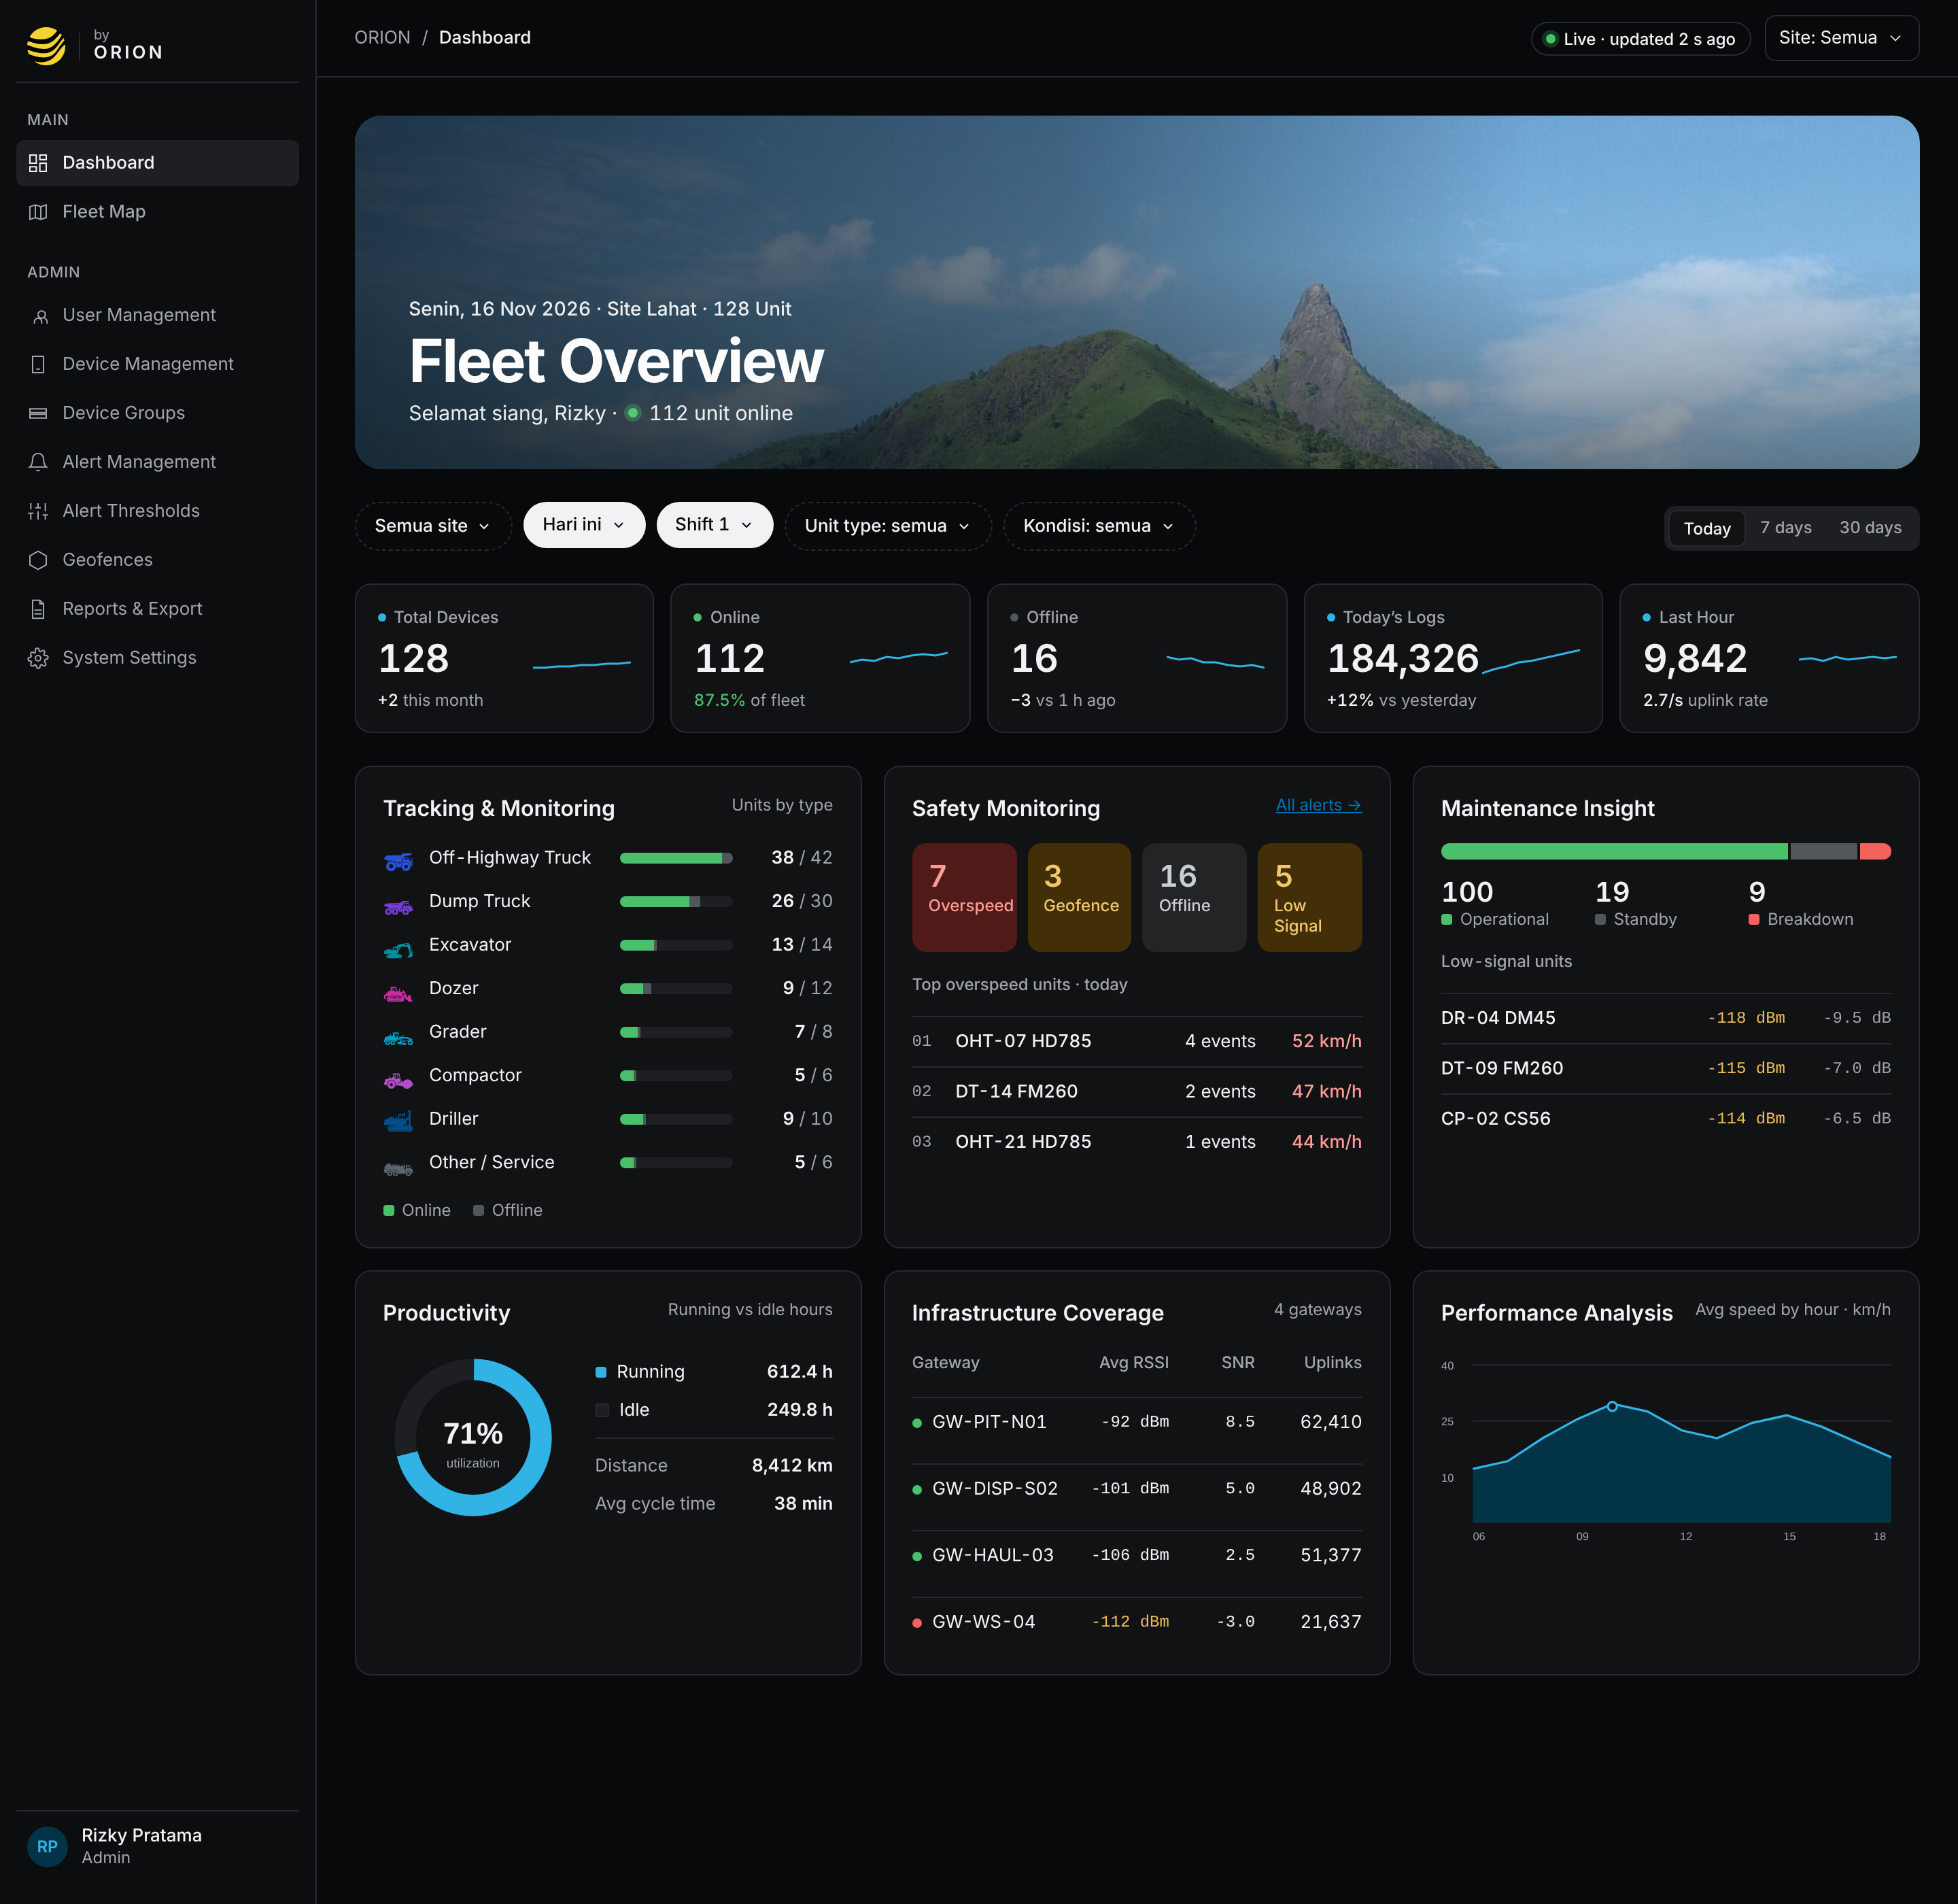 by
ORION
ORION / Dashboard
Live · updated 2 s ago
Site: Semua
MAIN
Dashboard
Fleet Map
ADMIN
User Management
Device Management
Device Groups
Alert Management
Alert Thresholds
Geofences
Reports & Export
System Settings
Rizky Pratama
RP
Admin
Senin, 16 Nov 2026 · Site Lahat · 128 Unit
Fleet Overview
Selamat siang, Rizky · 112 unit online
Semua site
Hari ini
Shift 1
Unit type: semua
Kondisi: semua
Today
7 days
30 days
Total Devices
128
+2 this month
Online
112
87.5% of fleet
Offline
16
−3 vs 1 h ago
Today’s Logs
184,326
+12% vs yesterday
Last Hour
9,842
2.7/s uplink rate
Tracking & Monitoring
Units by type
Off-Highway Truck 38 / 42
Dump Truck 26 / 30
Excavator 13 / 14
Dozer 9 / 12
Grader 7 / 8
Compactor 5 / 6
Driller 9 / 10
Other / Service 5 / 6
Online Offline
Safety Monitoring
All alerts →
7
Overspeed
3
Geofence
16
Offline
5
Low
Signal
Top overspeed units · today
01 OHT-07 HD785 4 events 52 km/h
02 DT-14 FM260 2 events 47 km/h
03 OHT-21 HD785 1 events 44 km/h
Maintenance Insight
100 19 9
Operational Standby Breakdown
Low-signal units
DR-04 DM45 -118 dBm -9.5 dB
DT-09 FM260 -115 dBm -7.0 dB
CP-02 CS56 -114 dBm -6.5 dB
Productivity
Running vs idle hours
71%
utilization
Running 612.4 h
Idle 249.8 h
Distance 8,412 km
Avg cycle time 38 min
Infrastructure Coverage
4 gateways
Gateway Avg RSSI SNR Uplinks
GW-PIT-N01 -92 dBm 8.5 62,410
GW-DISP-S02 -101 dBm 5.0 48,902
GW-HAUL-03 -106 dBm 2.5 51,377
GW-WS-04 -112 dBm -3.0 21,637
Performance Analysis
Avg speed by hour · km/h
40
25
10
06 09 12 15 18